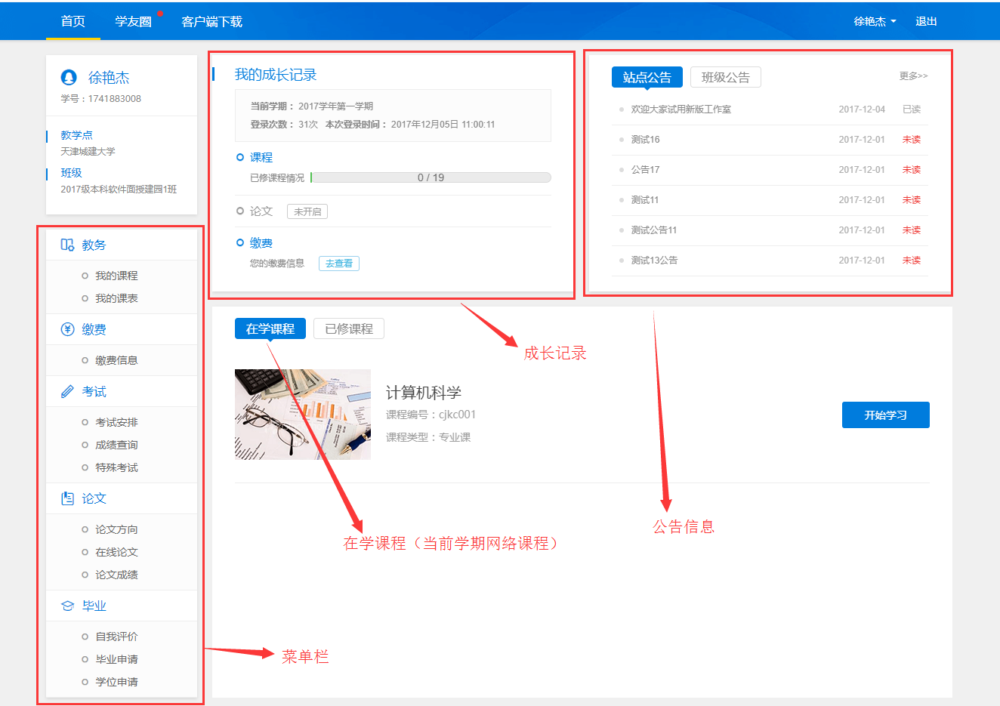 首页 学友圈 客户端下载 徐艳杰 退出
徐艳杰
学号：1741883008
教学点
天津城建大学
班级
2017级本科软件面授建园1班
教务
我的课程
我的课表
缴费
缴费信息
考试
考试安排
成绩查询
特殊考试
论文
论文方向
在线论文
论文成绩
毕业
自我评价
毕业申请
学位申请
菜单栏
我的成长记录
当前学期： 2017学年第一学期
登录次数： 31次 本次登录时间： 2017年12月05日 11:00:11
课程
已修课程情况 0 / 19
论文 未开启
缴费
您的缴费信息 去查看
成长记录
站点公告 班级公告 更多>>
欢迎大家试用新版工作室 2017-12-04 已读
测试16 2017-12-01 未读
公告17 2017-12-01 未读
测试11 2017-12-01 未读
测试公告11 2017-12-01 未读
测试13公告 2017-12-01 未读
公告信息
在学课程 已修课程
计算机科学
课程编号：cjkc001
课程类型：专业课
开始学习
在学课程（当前学期网络课程）